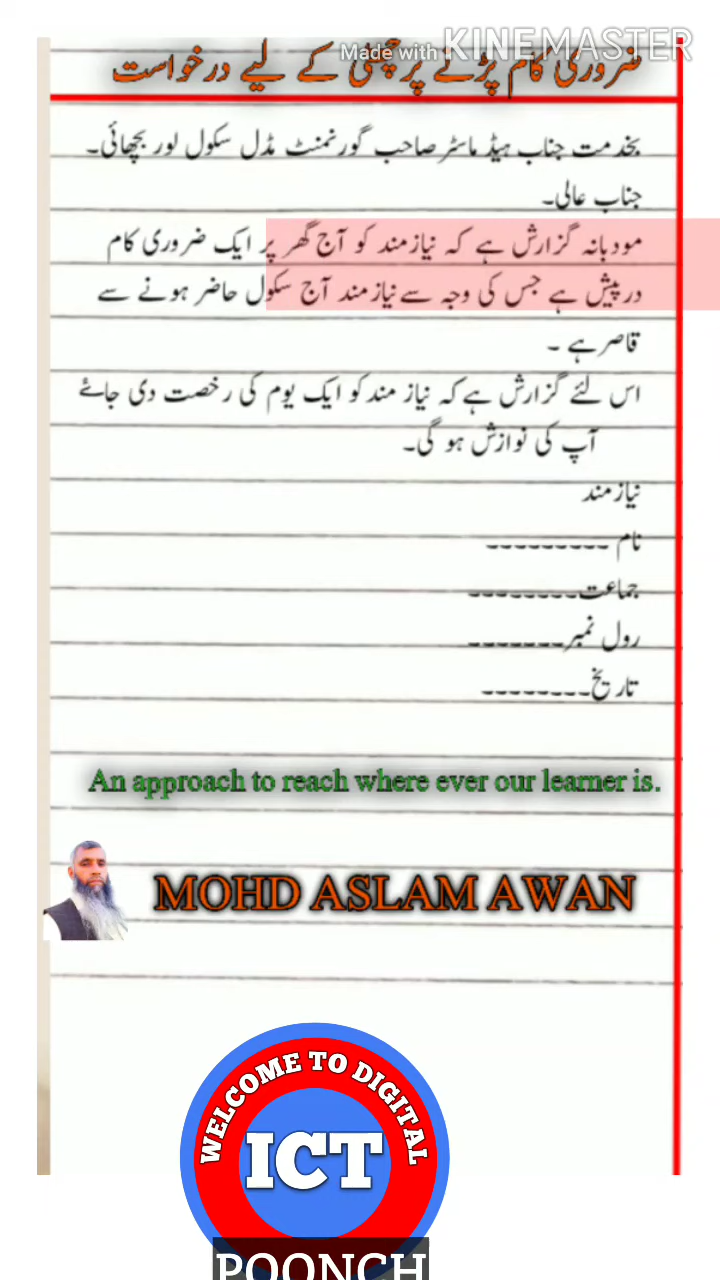 Made with KINEMASTER
ضروری کام پڑنے پر چھٹی کے لیے درخواست
بخدمت جناب ہیڈ ماسٹر صاحب گورنمنٹ مڈل سکول لور بچھائی۔
جناب عالی۔
مودبانہ گزارش ہے کہ نیازمند کو آج گھر پر ایک ضروری کام
درپیش ہے جس کی وجہ سے نیازمند آج سکول حاضر ہونے سے
قاصر ہے ۔
اس لئے گزارش ہے کہ نیاز مند کو ایک یوم کی رخصت دی جائے
آپ کی نوازش ہو گی۔
نیازمند
نام ---------
جماعت--------
رول نمبر-------
تاریخ--------
An approach to reach where ever our learner is.
MOHD ASLAM AWAN
WELCOME TO DIGITAL
ICT
POONCH